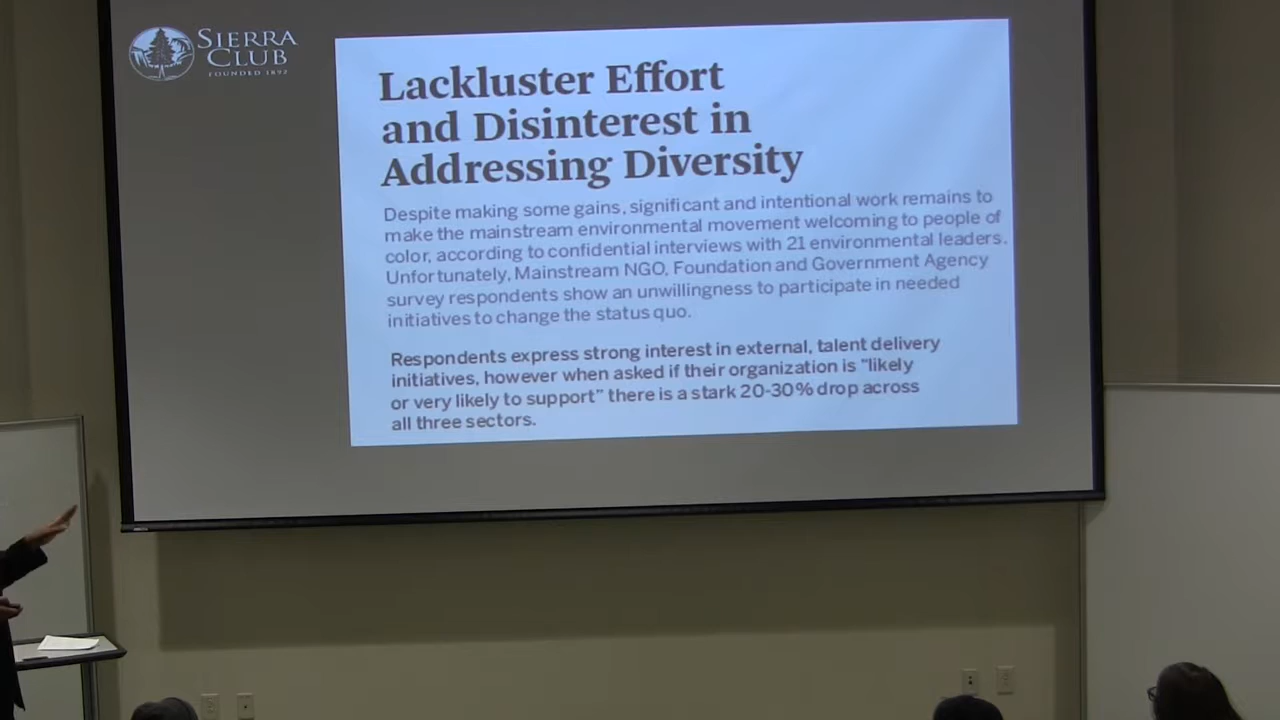 SIERRA
CLUB
FOUNDED 1892
Lackluster Effort
and Disinterest in
Addressing Diversity
Despite making some gains, significant and intentional work remains to
make the mainstream environmental movement welcoming to people of
color, according to confidential interviews with 21 environmental leaders.
Unfortunately, Mainstream NGO, Foundation and Government Agency
survey respondents show an unwillingness to participate in needed
initiatives to change the status quo.
Respondents express strong interest in external, talent delivery
initiatives, however when asked if their organization is "likely
or very likely to support" there is a stark 20-30% drop across
all three sectors.